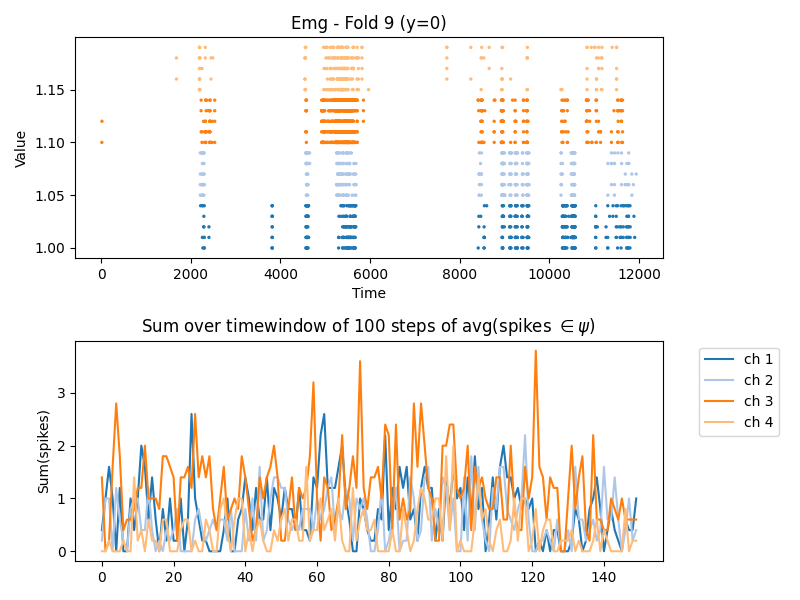 Emg - Fold 9 (y=0)
Value
1.15
1.10
1.05
1.00
0 2000 4000 6000 8000 10000 12000
Time
Sum over timewindow of 100 steps of avg(spikes ∈ψ)
Sum(spikes)
3
2
1
0
0 20 40 60 80 100 120 140
ch 1
ch 2
ch 3
ch 4